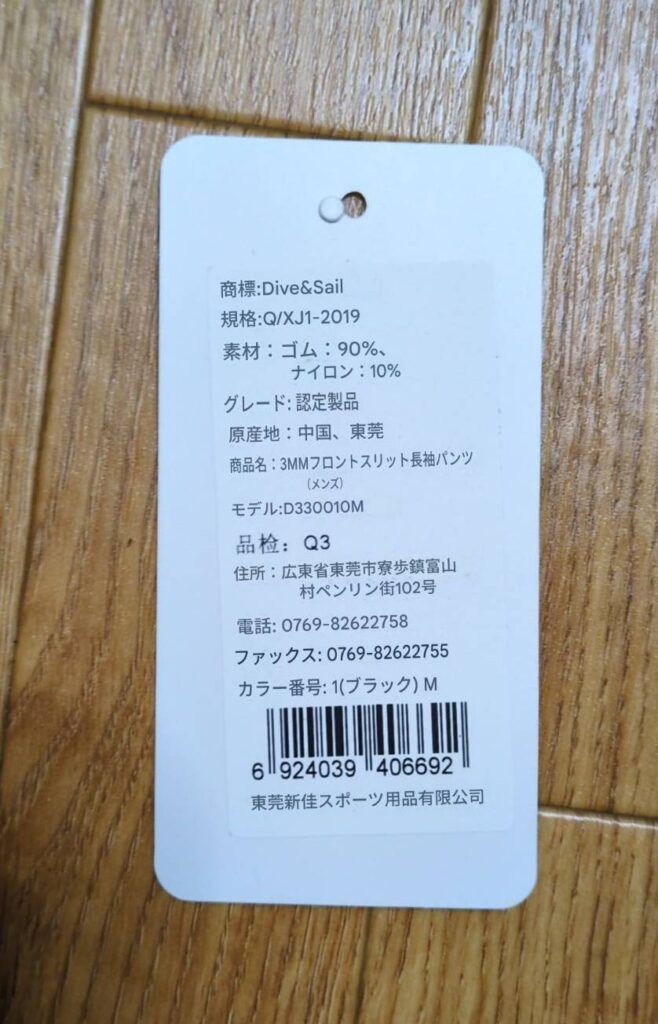 商標:Dive&Sail
規格:Q/XJ1-2019
素材：ゴム：90%、
ナイロン：10%
グレード: 認定製品
原産地：中国、東莞
商品名：3MMフロントスリット長袖パンツ
（メンズ）
モデル:D330010M
品检：Q3
住所：広東省東莞市寮歩鎮富山
村ペンリン街102号
電話: 0769-82622758
ファックス: 0769-82622755
カラー番号: 1(ブラック) M
6 924039 406692
東莞新佳スポーツ用品有限公司